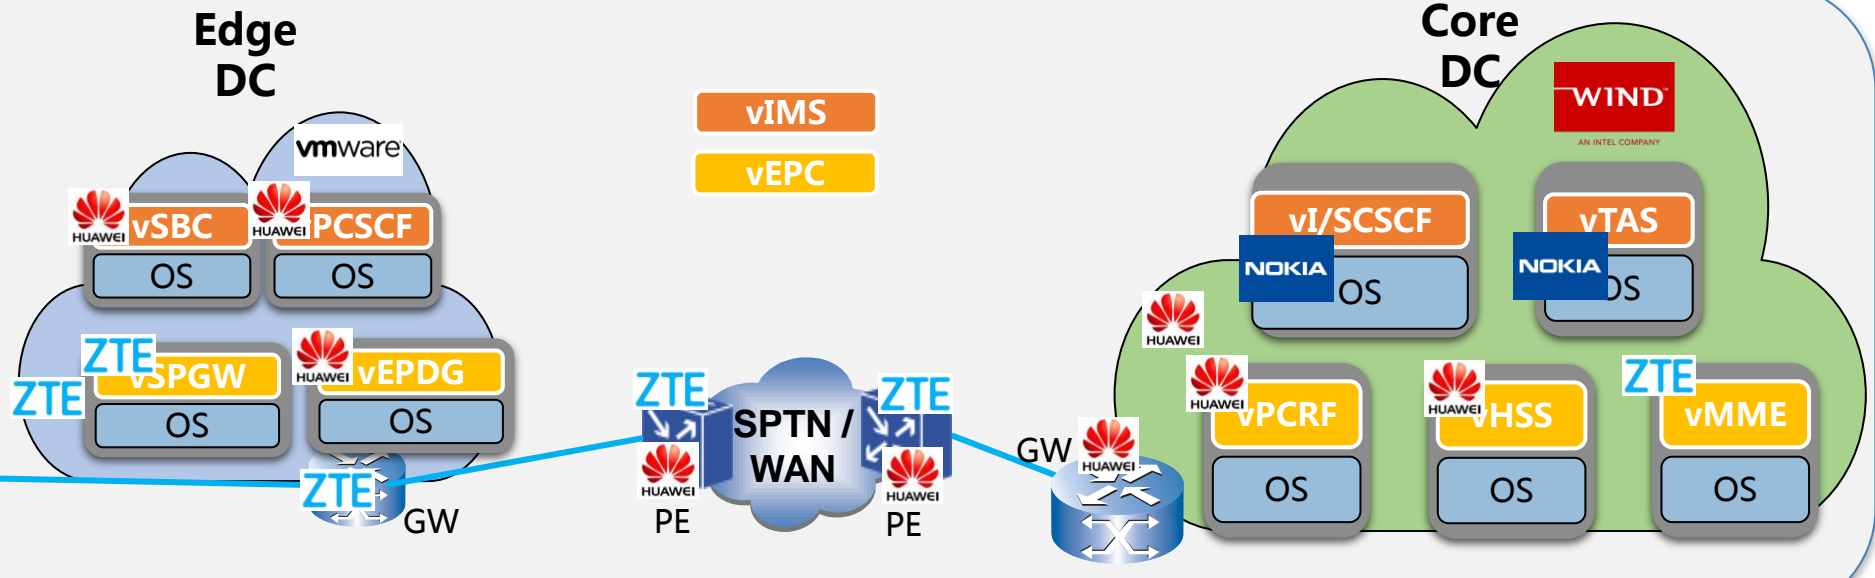 Edge
DC
vmware
HUAWEI
vSBC
HUAWEI
PCSCF
OS
OS
ZTE
ZTE
vSPGW
HUAWEI
vEPDG
OS
OS
ZTE
GW
vIMS
vEPC
ZTE
HUAWEI
PE
SPTN /
WAN
ZTE
HUAWEI
PE
Core
DC
WIND
AN INTEL COMPANY
vI/SCSCF
vTAS
NOKIA
OS
NOKIA
OS
HUAWEI
HUAWEI
vPCRF
HUAWEI
vHSS
ZTE
vMME
OS
OS
OS
GW
HUAWEI